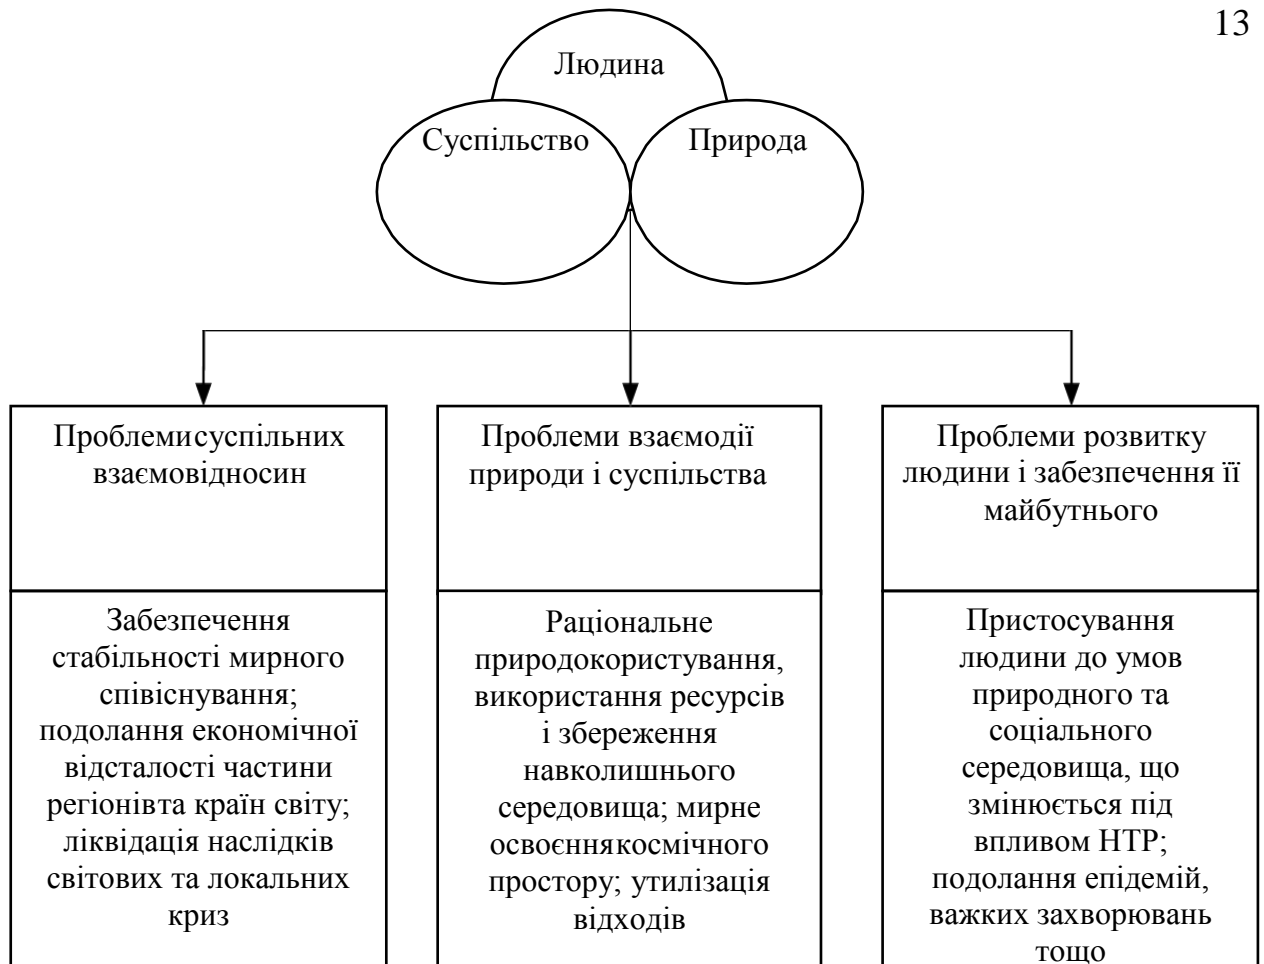 13
Людина
Суспільство
Природа
Проблемисуспільних
взаємовідносин
Забезпечення
стабільності мирного
співіснування;
подолання економічної
відсталості частини
регіонівта країн світу;
ліквідація наслідків
світових та локальних
криз
Проблеми взаємодії
природи і суспільства
Раціональне
природокористування,
використання ресурсів
і збереження
навколишнього
середовища; мирне
освоеннякосмічного
простору; утилізація
відходів
Проблеми розвитку
людини і забезпечення її
майбутнього
Пристосування
людини до умов
природного та
соціального
середовища, що
змінюється під
впливом НТР;
подолання епідемій,
важких захворювань
тощо